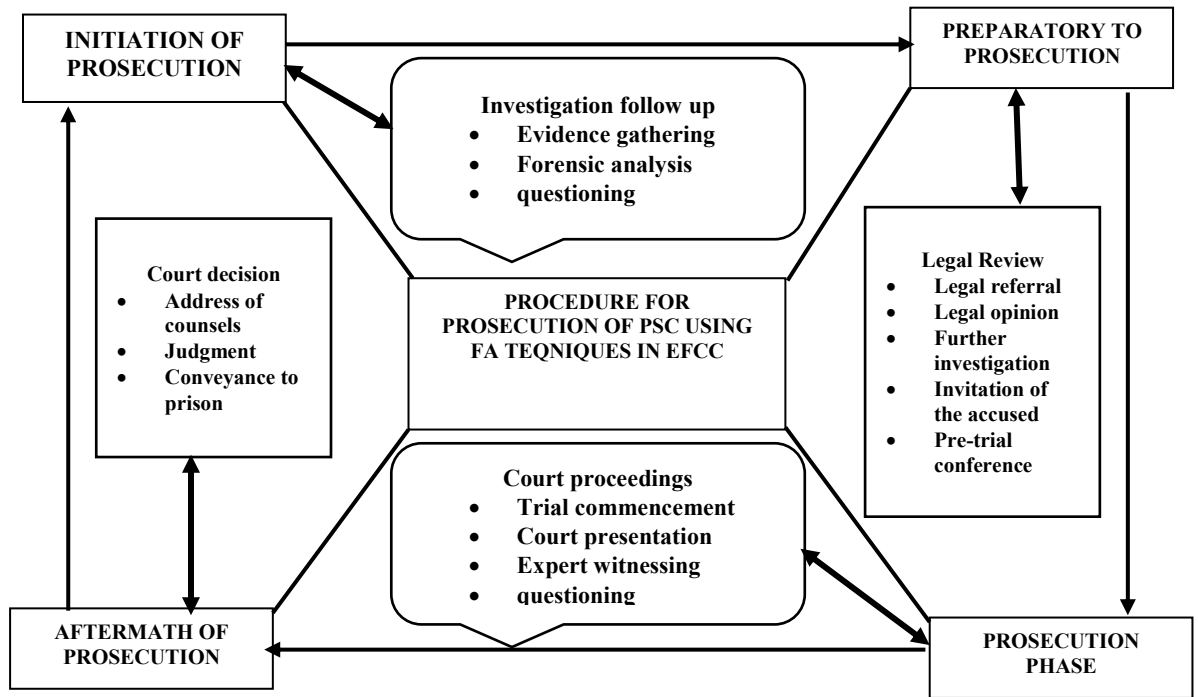 INITIATION OF
PROSECUTION
PREPARATORY TO
PROSECUTION
Investigation follow up
• Evidence gathering
• Forensic analysis
• questioning
Court decision
• Address of
counsels
• Judgment
• Conveyance to
prison
PROCEDURE FOR
PROSECUTION OF PSC USING
FA TEQNIQUES IN EFCC
Legal Review
• Legal referral
• Legal opinion
• Further
investigation
• Invitation of
the accused
• Pre-trial
conference
Court proceedings
• Trial commencement
• Court presentation
• Expert witnessing
• questioning
AFTERMATH OF
PROSECUTION
PROSECUTION
PHASE